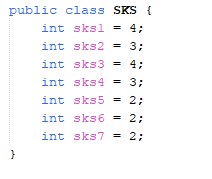 public class SKS {
    int sks1 = 4;
    int sks2 = 3;
    int sks3 = 4;
    int sks4 = 3;
    int sks5 = 2;
    int sks6 = 2;
    int sks7 = 2;
}